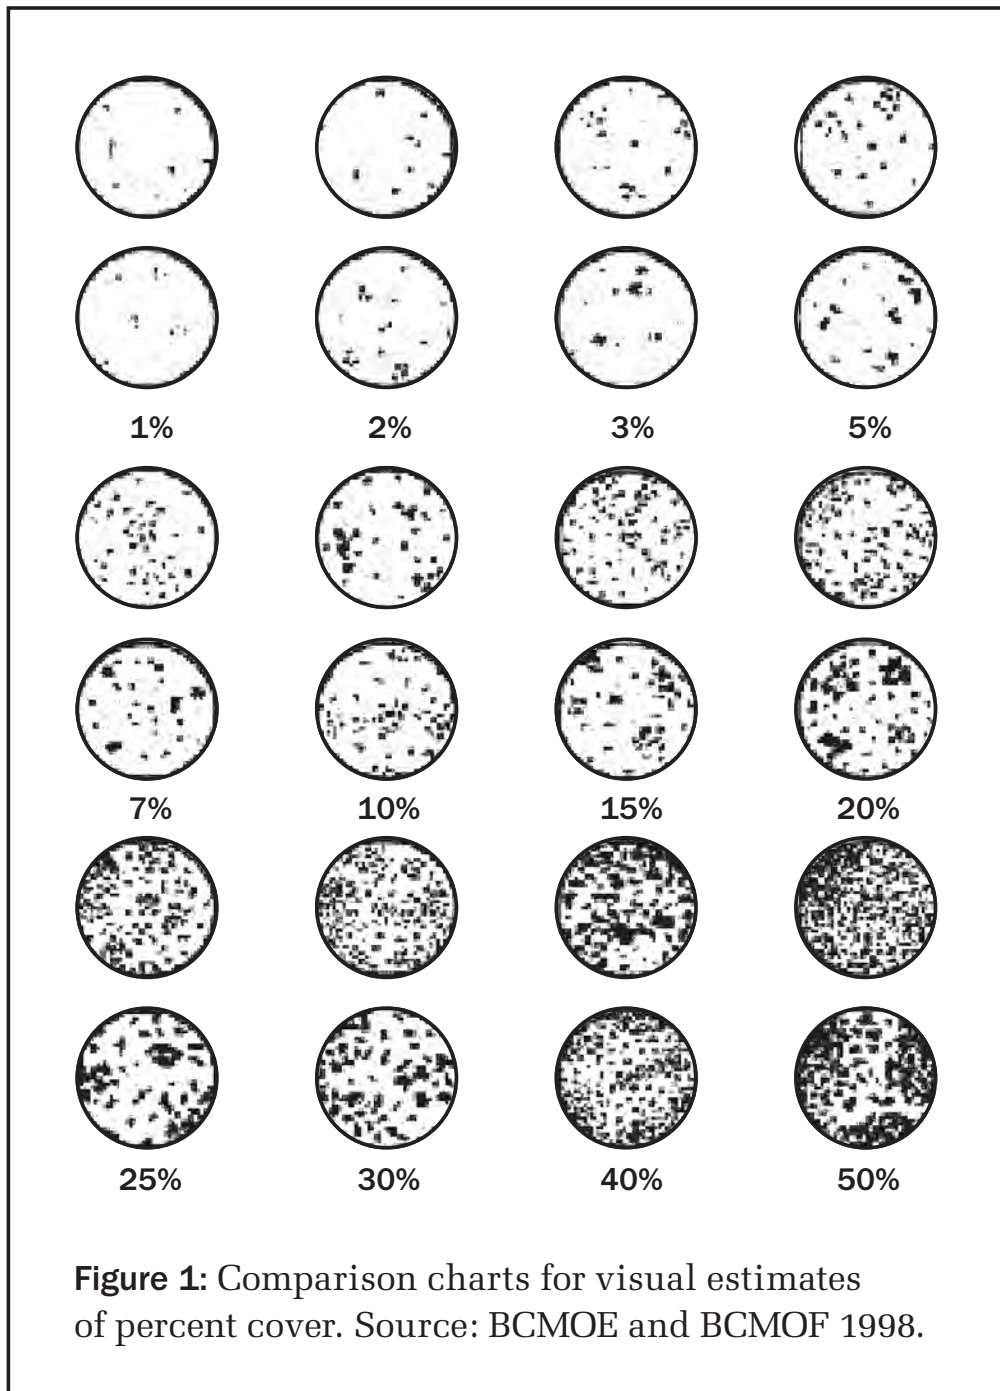 1% 2% 3% 5%
7% 10% 15% 20%
25% 30% 40% 50%
Figure 1: Comparison charts for visual estimates
of percent cover. Source: BCMOE and BCMOF 1998.